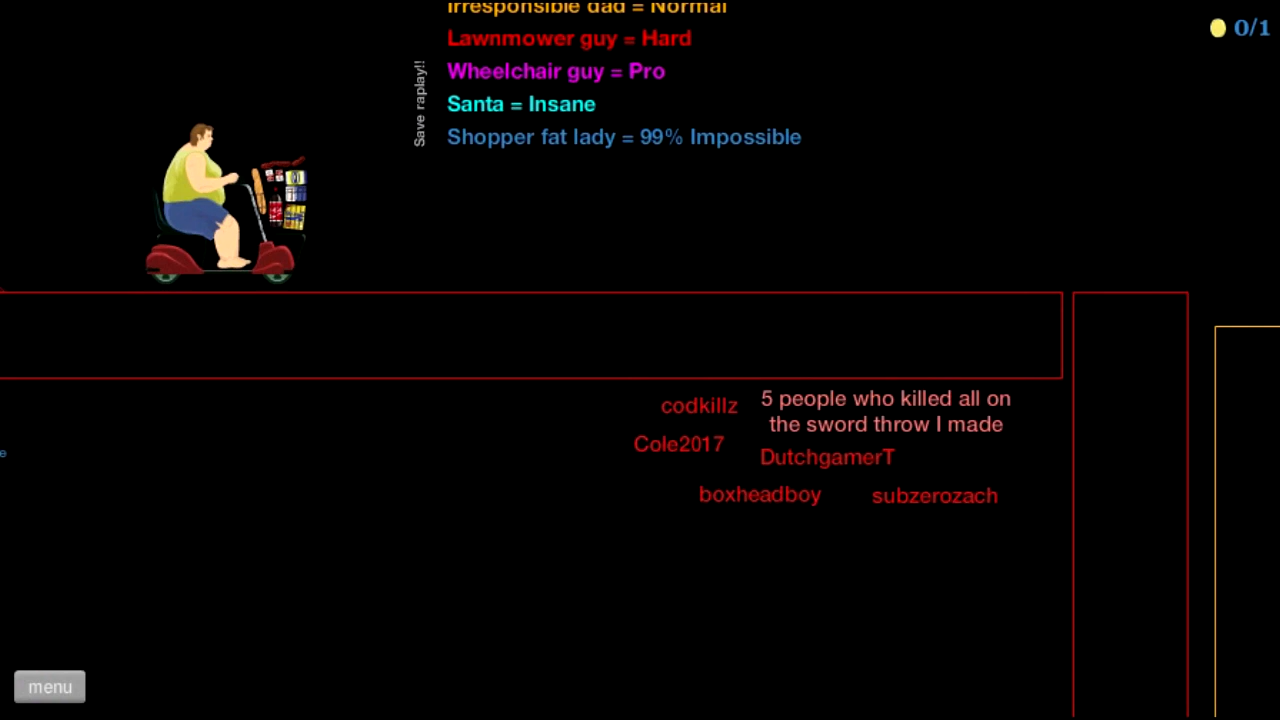 Irresponsible dad = Normal
0/1
Lawnmower guy = Hard
Wheelchair guy = Pro
Save raplay!!
Santa = Insane
Shopper fat lady = 99% Impossible
codkillz
5 people who killed all on
the sword throw I made
Cole2017
DutchgamerT
e
boxheadboy
subzerozach
menu